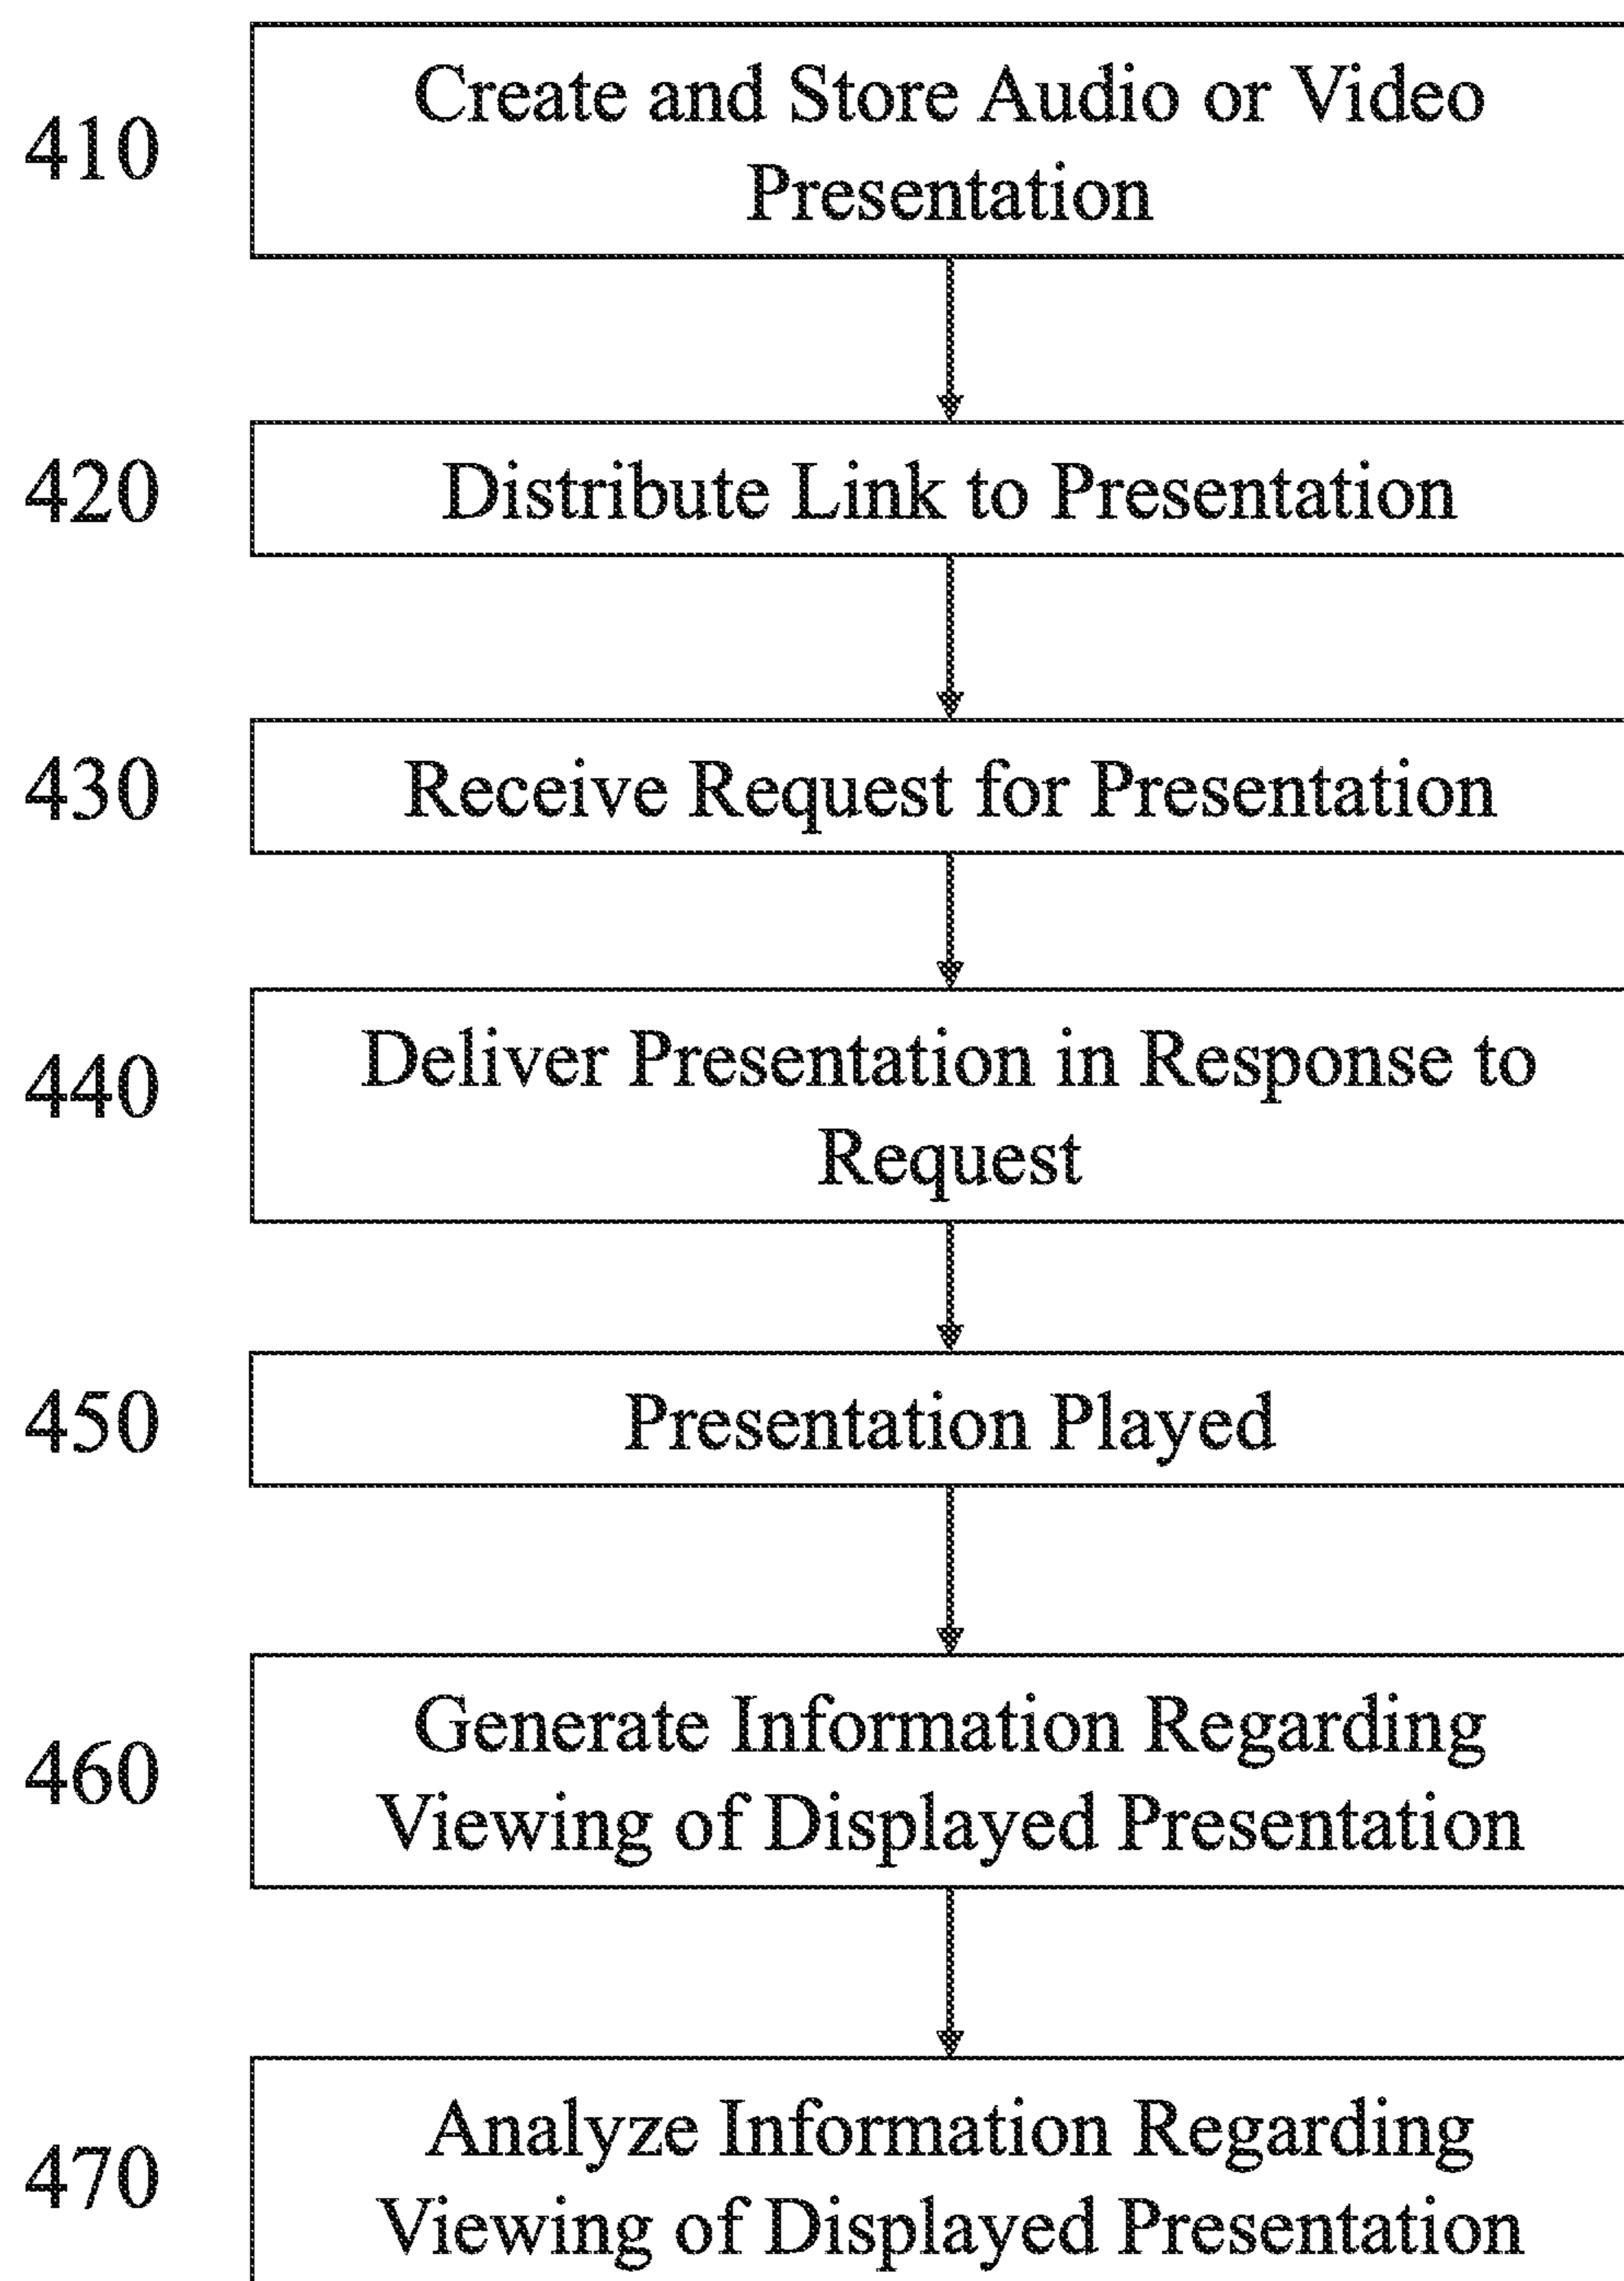 410
Create and Store Audio or Video
Presentation
420
Distribute Link to Presentation
430
Receive Request for Presentation
440
Deliver Presentation in Response to
Request
450
Presentation Played
460
Generate Information Regarding
Viewing of Displayed Presentation
470
Analyze Information Regarding
Viewing of Displayed Presentation